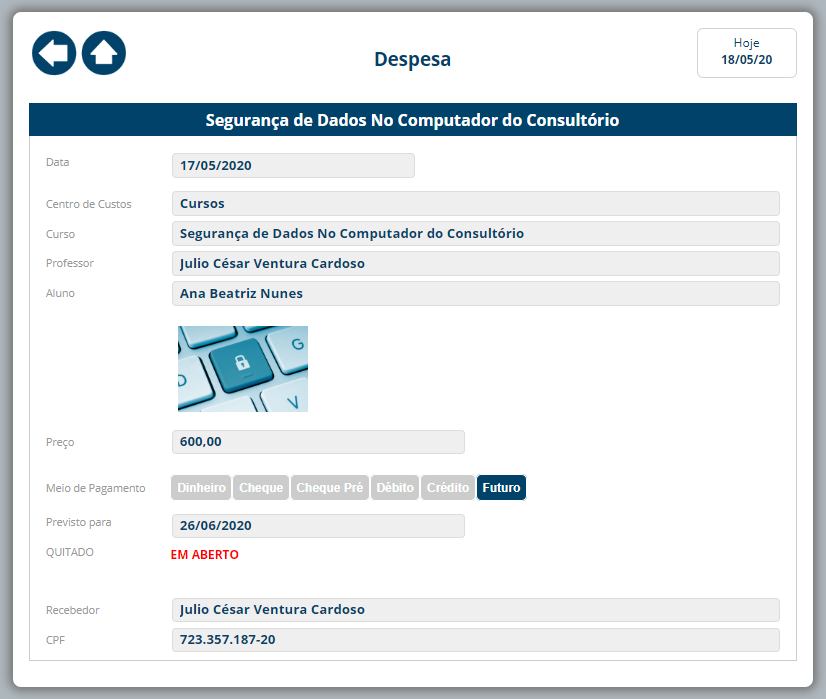 Despesa
Hoje
18/05/20
Segurança de Dados No Computador do Consultório
Data 17/05/2020
Centro de Custos Cursos
Curso Segurança de Dados No Computador do Consultório
Professor Julio César Ventura Cardoso
Aluno Ana Beatriz Nunes
G
D
V
Preço 600,00
Meio de Pagamento Dinheiro Cheque Cheque Pré Débito Crédito Futuro
Previsto para 26/06/2020
QUITADO EM ABERTO
Recebedor Julio César Ventura Cardoso
CPF 723.357.187-20